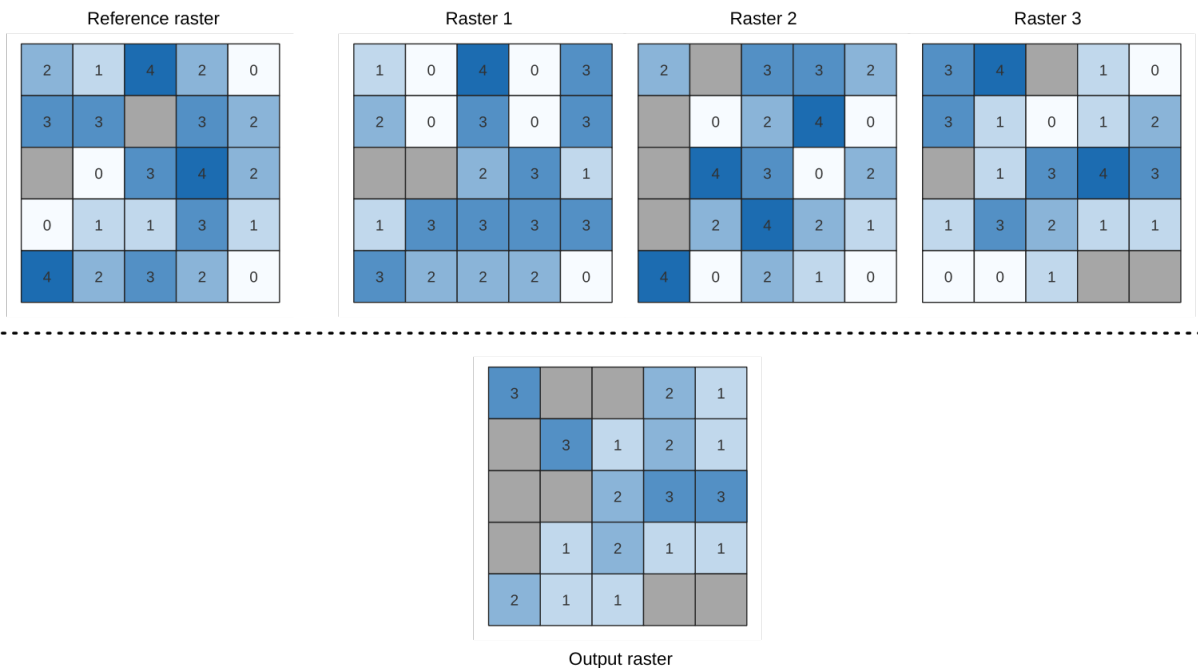 Reference raster Raster 1 Raster 2 Raster 3
2 1 4 2 0 1 0 4 0 3 2 3 3 2 3 4 1 0
3 3 3 2 2 0 3 0 3 0 2 4 0 3 1 0 1 2
0 3 4 2 2 3 1 4 3 0 2 1 3 4 3
0 1 1 3 1 1 3 3 3 3 2 4 2 1 1 3 2 1 1
4 2 3 2 0 3 2 2 2 0 4 0 2 1 0 0 0 1
3 2 1
3 1 2 1
2 3 3
1 2 1 1
2 1 1
Output raster